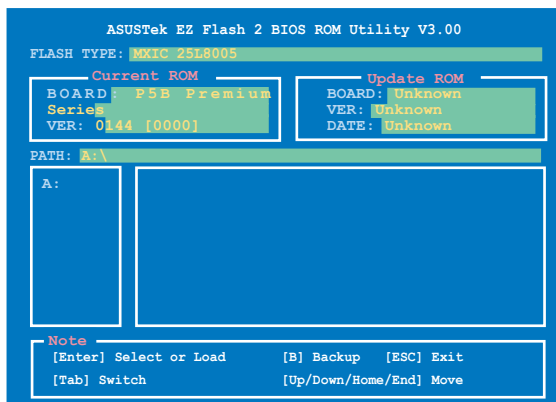 ASUSTek EZ Flash 2 BIOS ROM Utility V3.00
FLASH TYPE: MXIC 25L8005
Current ROM
BOARD: P5B Premium
Series
VER: 0144 [0000]
Update ROM
BOARD: Unknown
VER: Unknown
DATE: Unknown
PATH: A:\
A:
Note
[Enter] Select or Load [B] Backup [ESC] Exit
[Tab] Switch [Up/Down/Home/End] Move